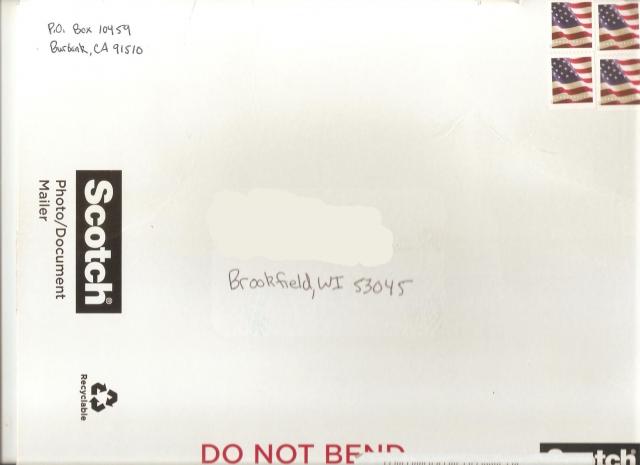 P.O. Box 10459
Burbank, CA 91510
Scotch®
Photo/Document
Mailer
Brookfield, WI 53045
Recyclable
DO NOT BEND